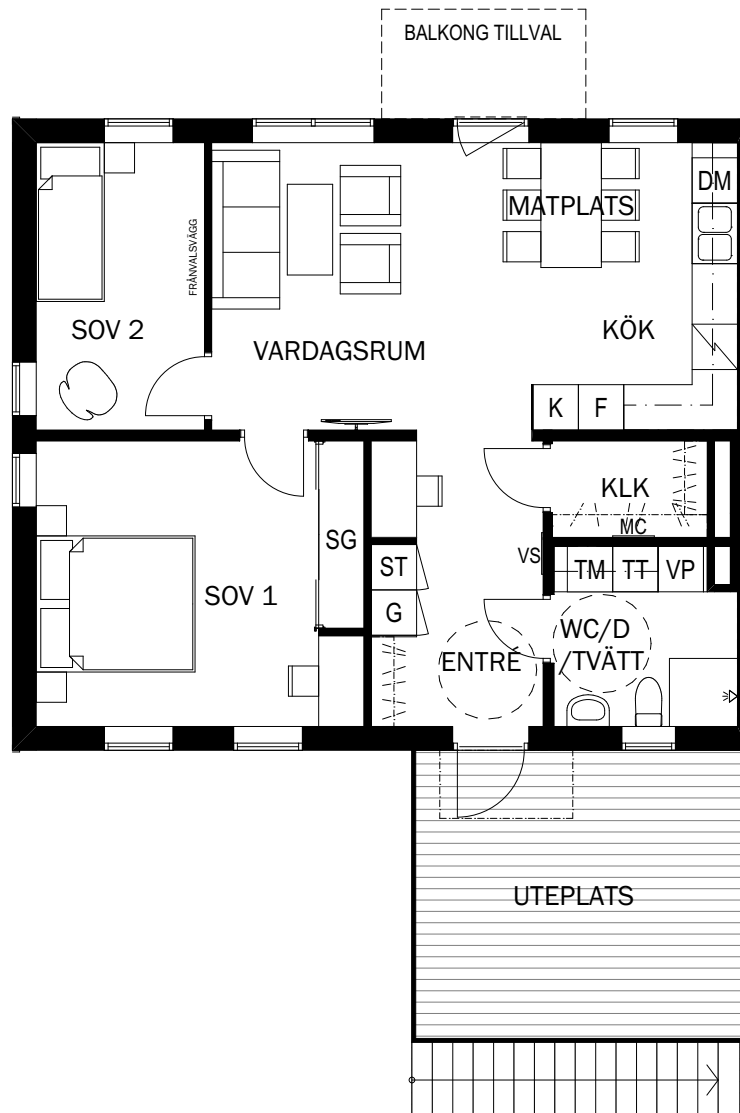 BALKONG TILLVAL
DM
MATPLATS
FRÅNVALSVÄGG
SOV 2
VARDAGSRUM
KÖK
K
F
KLK
MC
SG
VS
ST
TM
TT
VP
SOV 1
G
WC/D
/TVÄTT
ENTRÉ
UTEPLATS